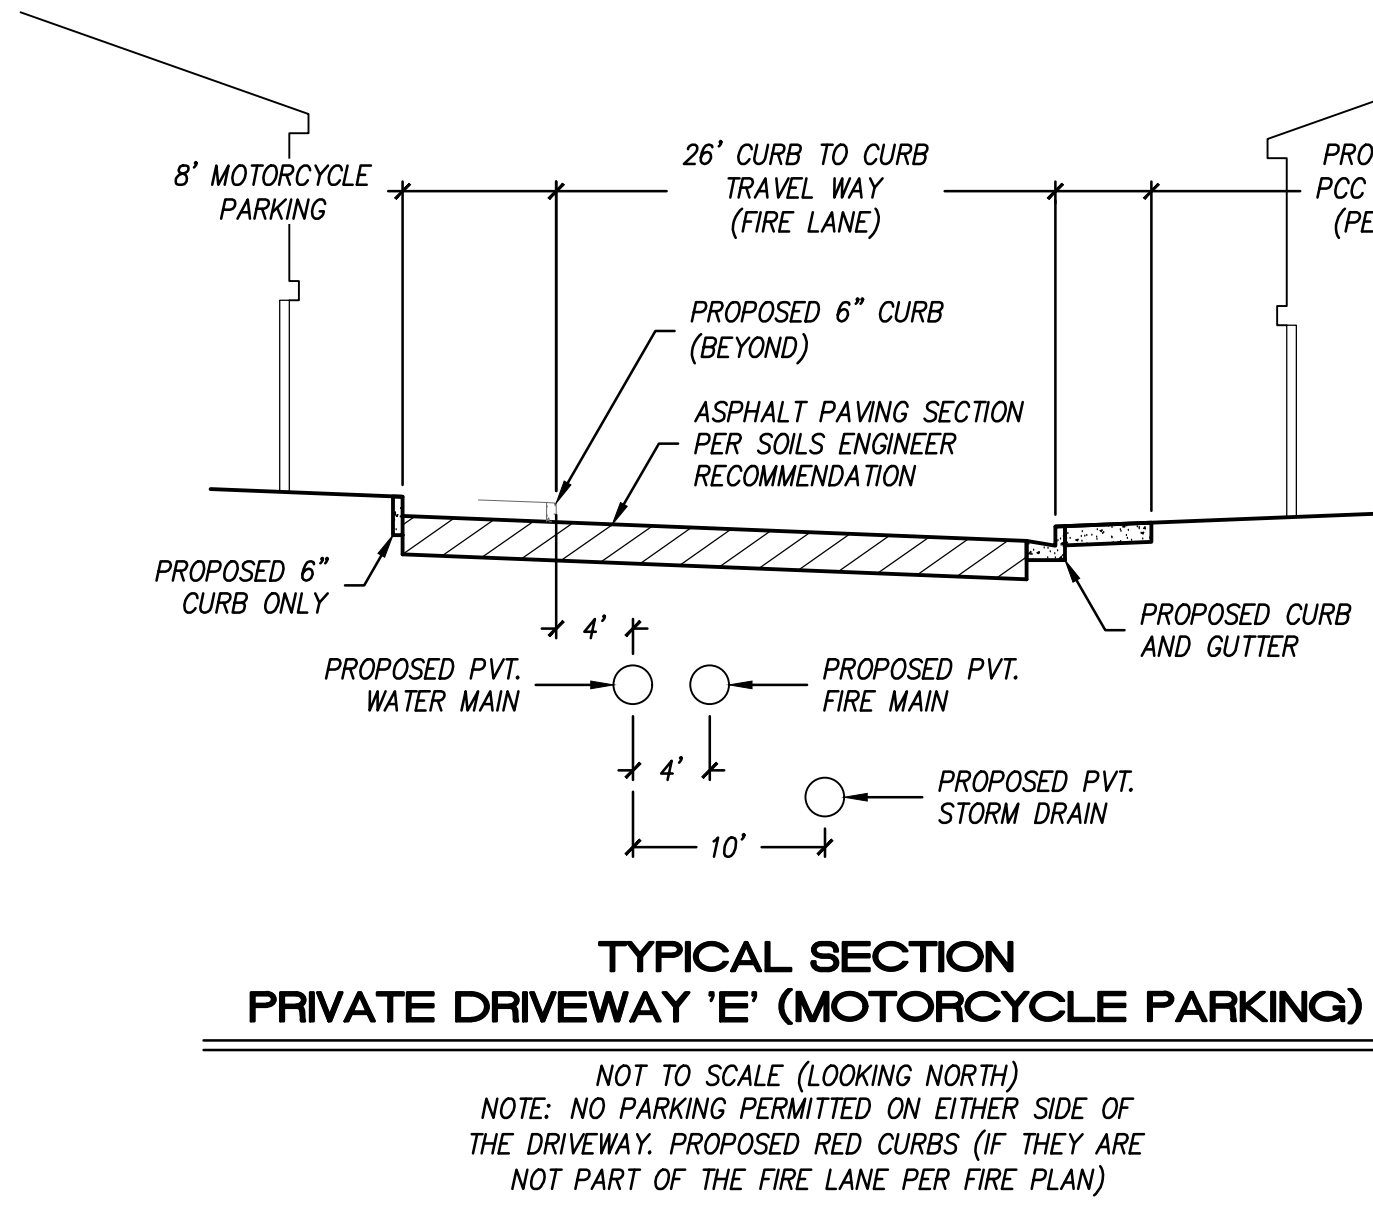 8' MOTORCYCLE
PARKING
26' CURB TO CURB
TRAVEL WAY
(FIRE LANE)
PCC
PROPOSED 6" CURB
(BEYOND)
ASPHALT PAVING SECTION
PER SOILS ENGINEER
RECOMMENDATION
PROPOSED 6"
CURB ONLY
PROPOSED CURB
AND GUTTER
4'
PROPOSED PVT.
WATER MAIN
PROPOSED PVT.
FIRE MAIN
4'
PROPOSED PVT.
STORM DRAIN
10'
TYPICAL SECTION
PRIVATE DRIVEWAY 'E' (MOTORCYCLE PARKING)
NOT TO SCALE (LOOKING NORTH)
NOTE: NO PARKING PERMITTED ON EITHER SIDE OF
THE DRIVEWAY. PROPOSED RED CURBS (IF THEY ARE
NOT PART OF THE FIRE LANE PER FIRE PLAN)